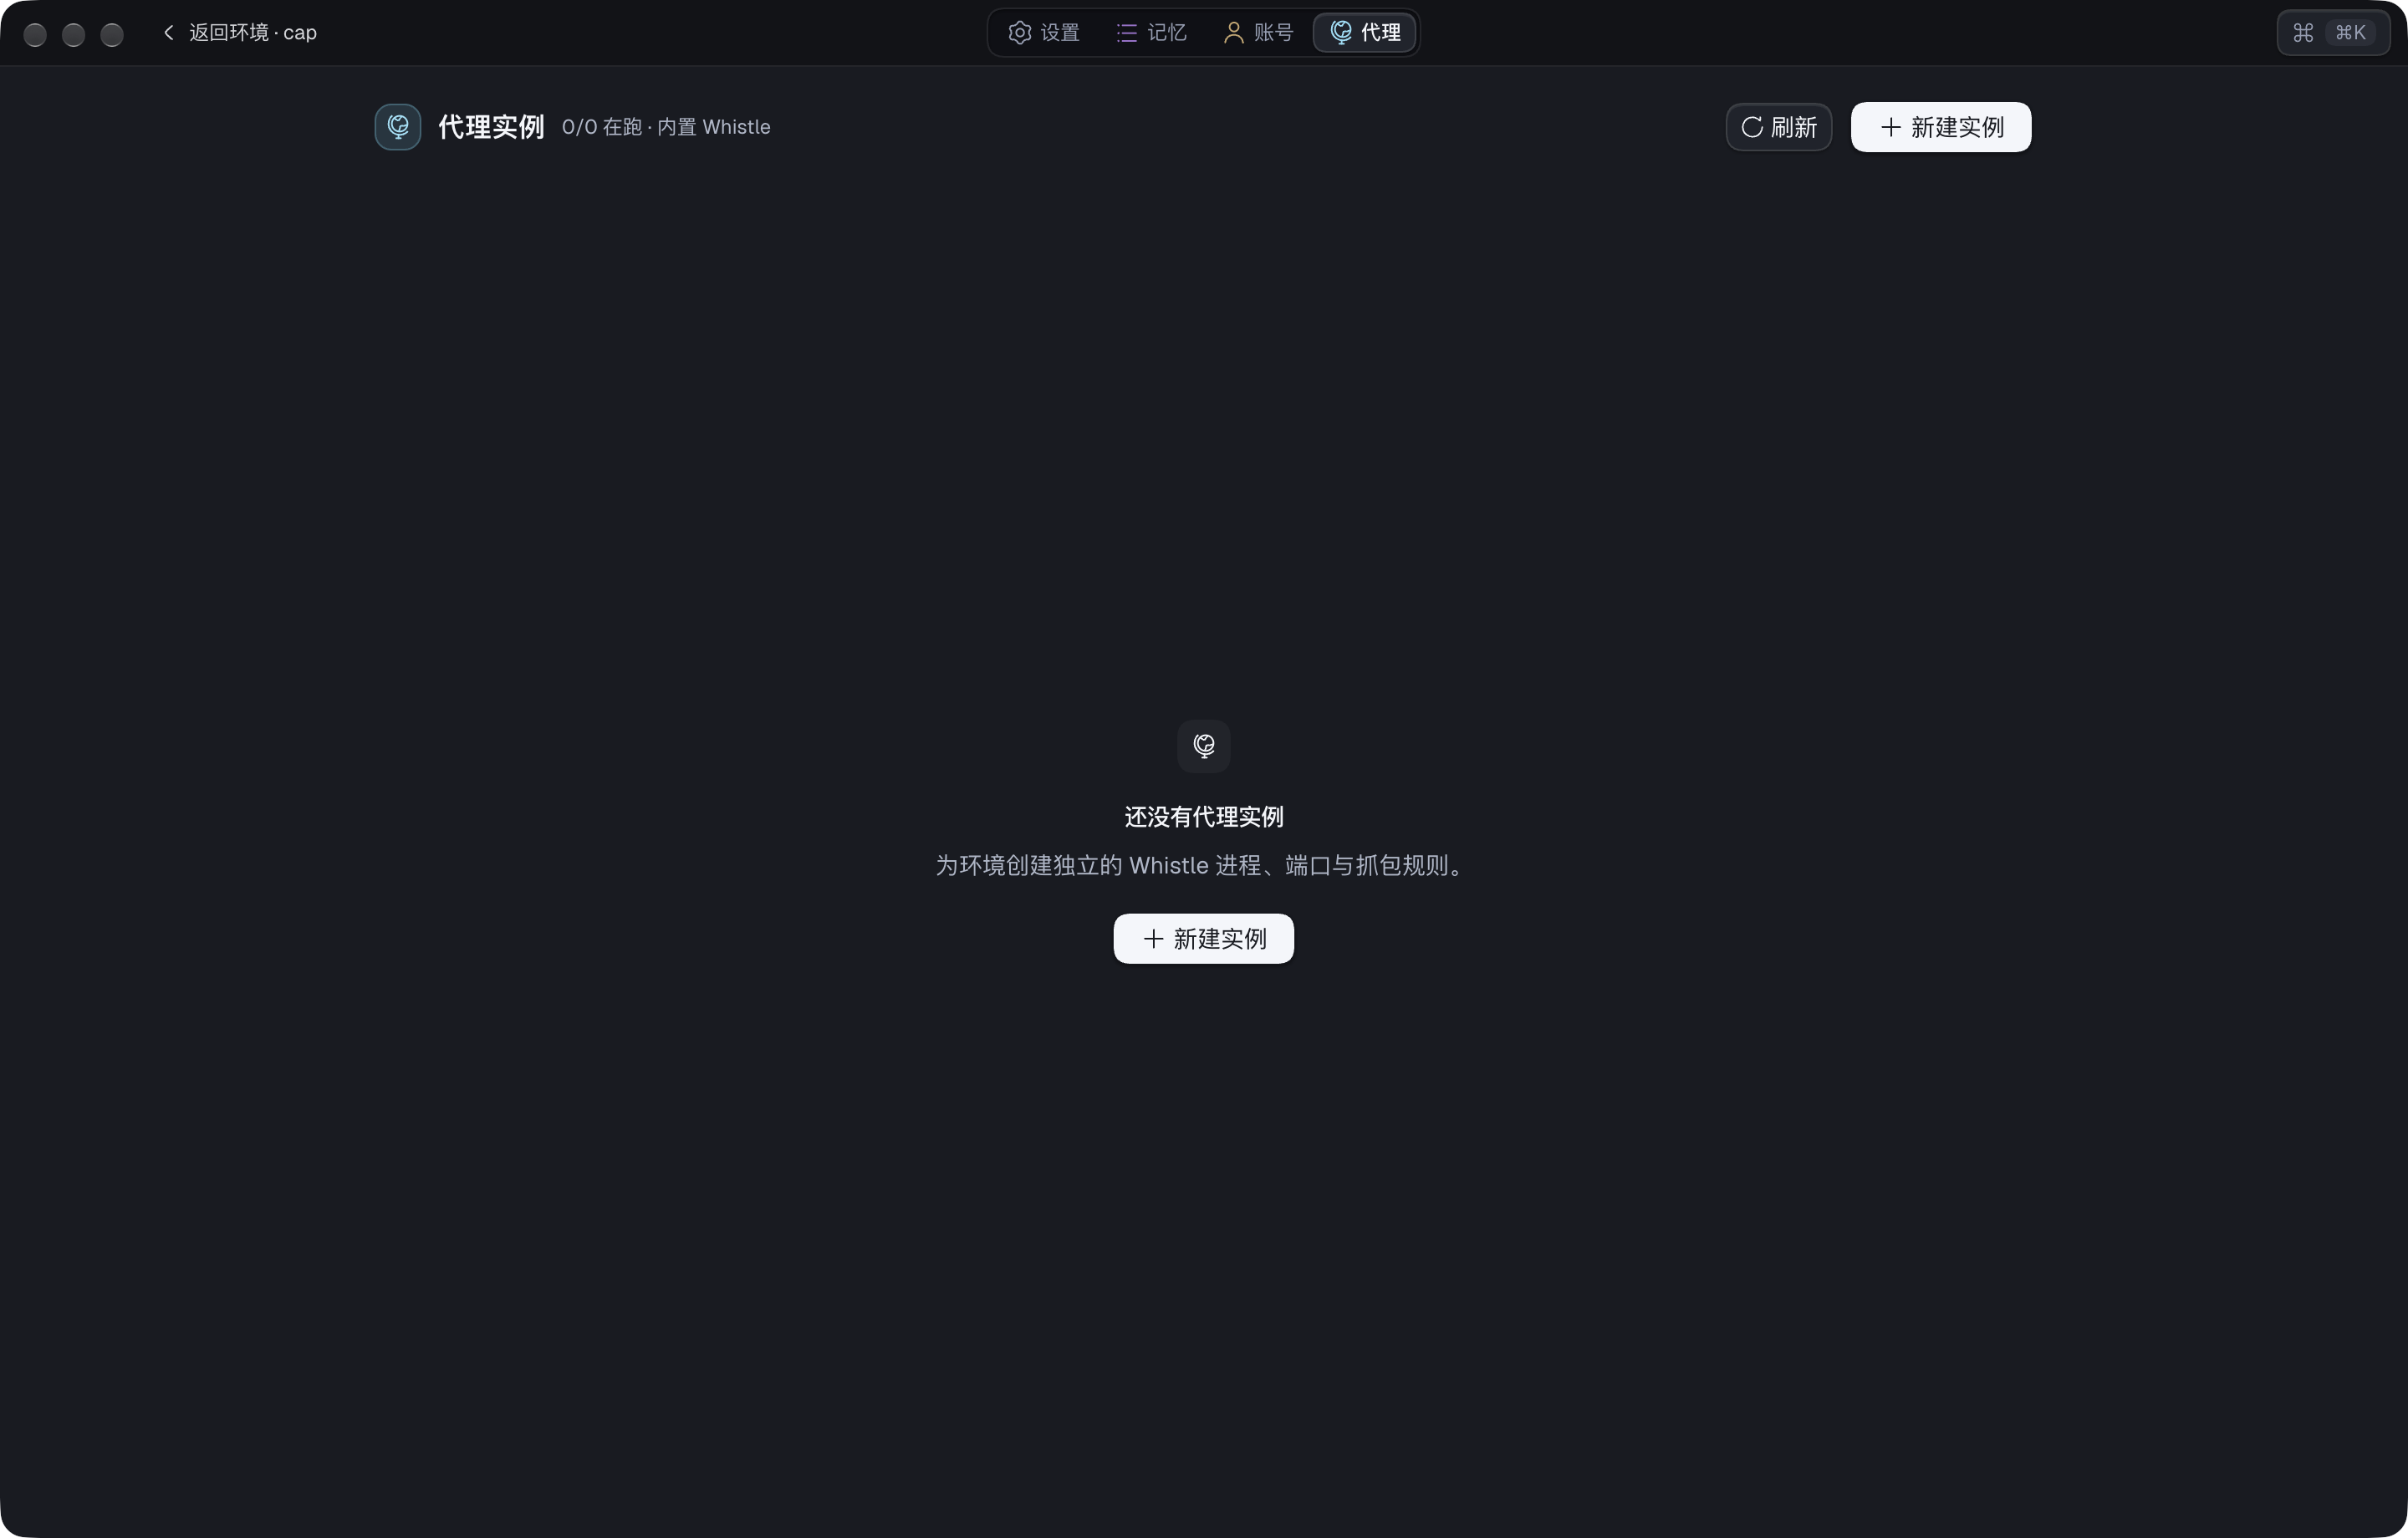 返回环境 · cap
设置
记忆
账号
代理
⌘ ⌘K
代理实例
0/0 在跑 · 内置 Whistle
刷新
新建实例
还没有代理实例
为环境创建独立的 Whistle 进程、端口与抓包规则。
新建实例